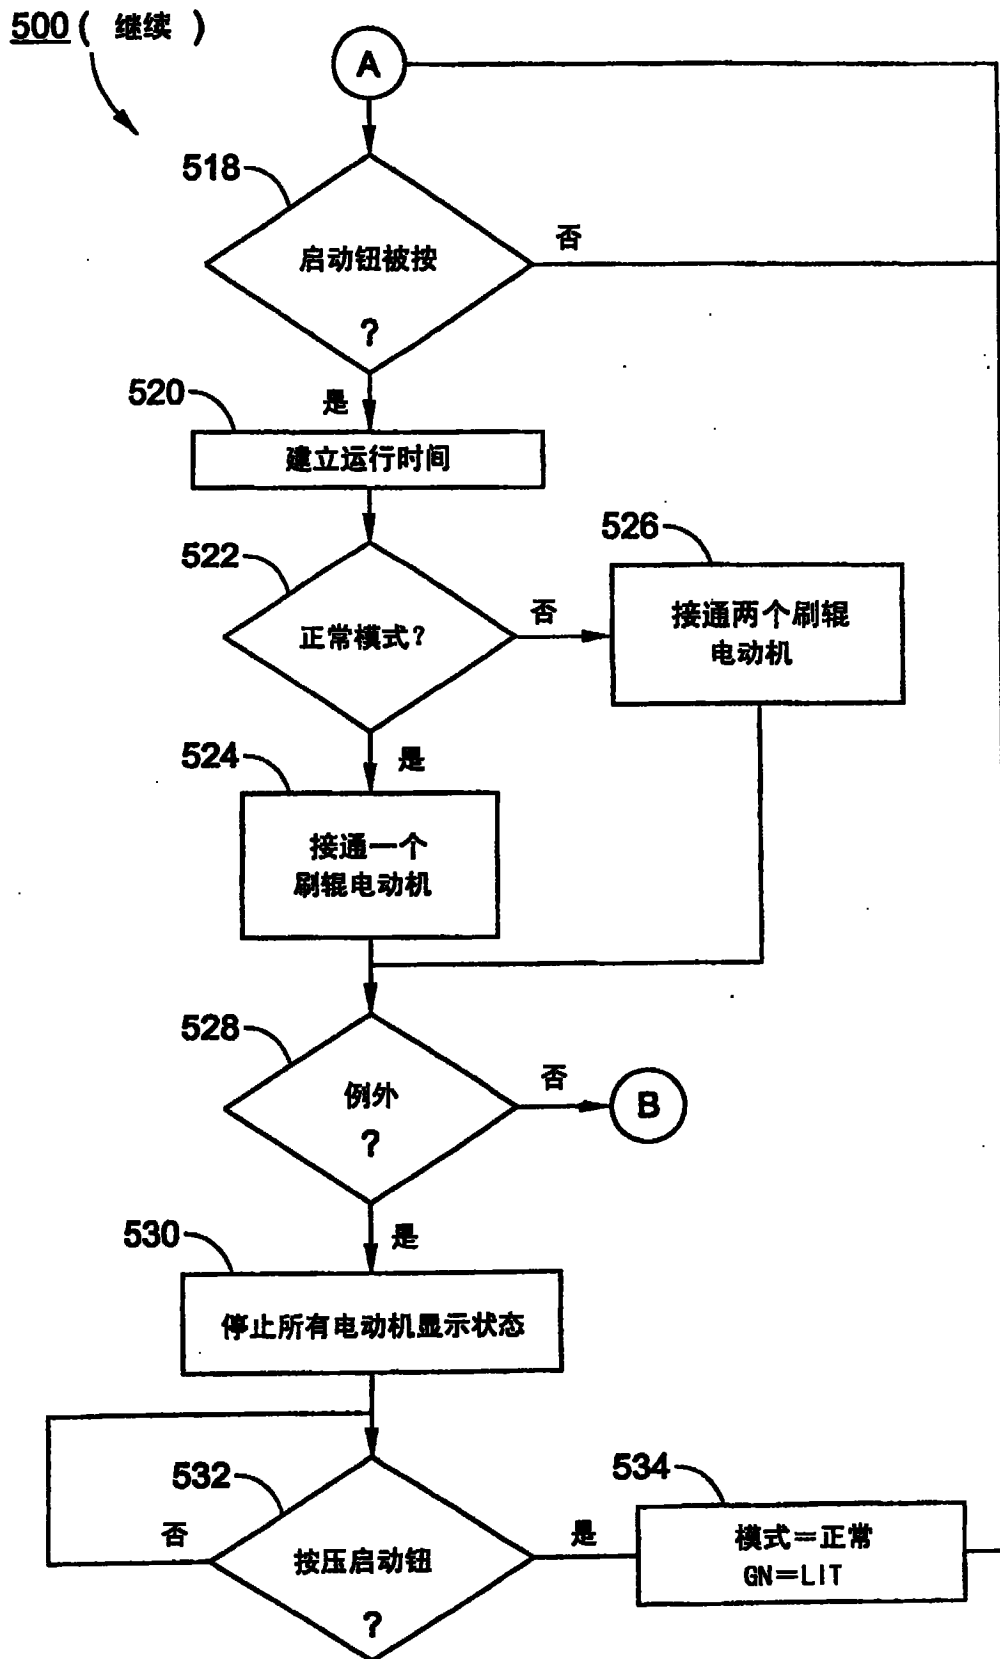 500 ( 继续 )
A
518
启动钮被按
?
否
是
520
建立运行时间
522
正常模式?
否
526
接通两个刷辊
电动机
是
524
接通一个
刷辊电动机
528
例外
?
否
B
是
530
停止所有电动机显示状态
532
否
按压启动钮
?
是
534
模式=正常
GN=LIT